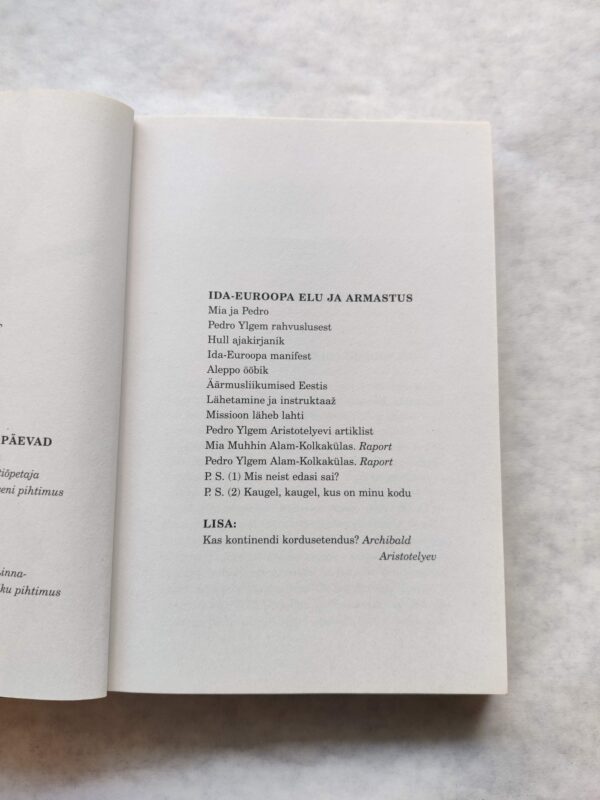 PÄEVAD
pihtimus
pihtimus
IDA-EUROOPA ELU JA ARMASTUS
Mia ja Pedro
Pedro Ylgem rahvuslusest
Hull ajakirjanik
Ida-Euroopa manifest
Aleppo ööbik
Äärmusliikumised Eestis
Lähetamine ja instruktaaž
Missioon läheb lahti
Pedro Ylgem Aristotelyevi artiklist
Mia Muhhin Alam-Kolkakülas. Raport
Pedro Ylgem Alam-Kolkakülas. Raport
P. S. (1) Mis neist edasi sai?
P. S. (2) Kaugel, kaugel, kus on minu kodu
LISA:
Kas kontinendi kordusetendus? Archibald
Aristotelyev